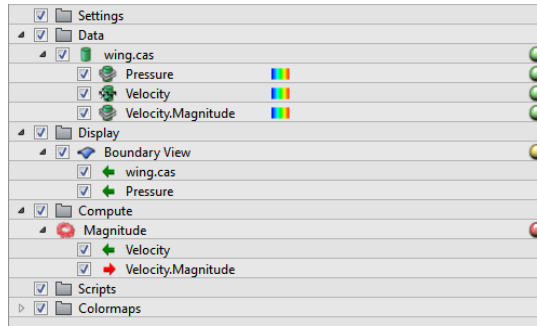 Settings
Data
wing.cas
Pressure
Velocity
Velocity.Magnitude
Display
Boundary View
wing.cas
Pressure
Compute
Magnitude
Velocity
Velocity.Magnitude
Scripts
Colormaps